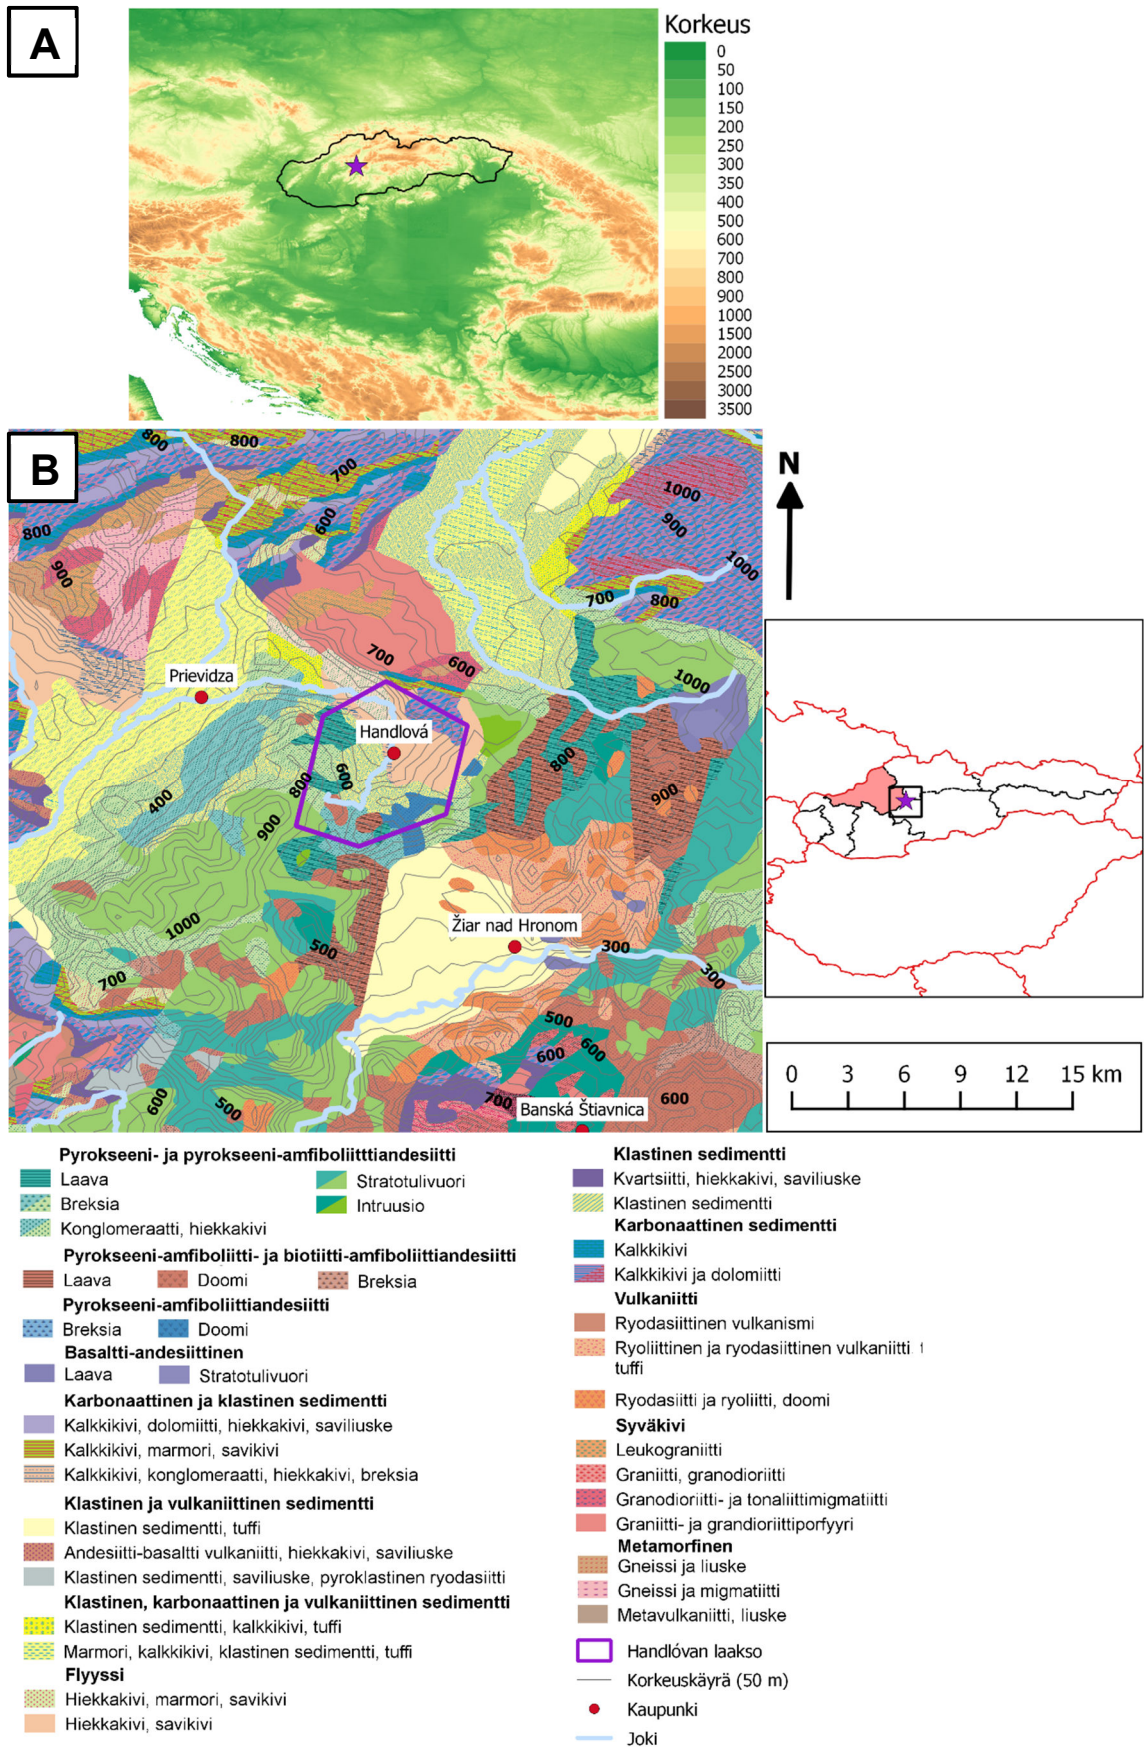 A
Korkeus
0
50
100
150
200
250
300
350
400
500
600
700
800
900
1000
1500
2000
2500
3000
3500
B
800
800
700
1000
800
600
900
900
1000
700
800
700
600
1000
Prievidza
Handlová
800
600
800
400
900
900
1000
Žiar nad Hronom
500
300
300
700
500
600
600
600
500
700
600
Banská Štiavnica
N
0 3 6 9 12 15 km
Pyrokseeni- ja pyrokseeni-amfiboliitttiandesiitti
Laava
Stratotulivuori
Breksia
Intruusio
Konglomeraatti, hiekkakivi
Pyrokseeni-amfiboliitti- ja biotiitti-amfiboliittiandesiitti
Laava
Doomi
Breksia
Pyrokseeni-amfiboliittiandesiitti
Breksia
Doomi
Basaltti-andesiittinen
Laava
Stratotulivuori
Karbonaattinen ja klastinen sedimentti
Kalkkikivi, dolomiitti, hiekkakivi, saviliuske
Kalkkikivi, marmori, savikivi
Kalkkikivi, konglomeraatti, hiekkakivi, breksia
Klastinen ja vulkaniittinen sedimentti
Klastinen sedimentti, tuffi
Andesiitti-basaltti vulkaniitti, hiekkakivi, saviliuske
Klastinen sedimentti, saviliuske, pyroklastinen ryodasiitti
Klastinen, karbonaattinen ja vulkaniittinen sedimentti
Klastinen sedimentti, kalkkikivi, tuffi
Marmori, kalkkikivi, klastinen sedimentti, tuffi
Flyyssi
Hiekkakivi, marmori, savikivi
Hiekkakivi, savikivi
Klastinen sedimentti
Kvartsiitti, hiekkakivi, saviliuske
Klastinen sedimentti
Karbonaattinen sedimentti
Kalkkikivi
Kalkkikivi ja dolomiitti
Vulkaniitti
Ryodasiittinen vulkanismi
Ryoliittinen ja ryodasiittinen vulkaniitti
tuffi
Ryodasiitti ja ryoliitti, doomi
Syväkivi
Leukograniitti
Graniitti, granodioriitti
Granodioriitti- ja tonaliittimigmatiitti
Graniitti- ja grandioriittiporfyyri
Metamorfinen
Gneissi ja liuske
Gneissi ja migmatiitti
Metavulkaniitti, liuske
Handlóvan laakso
Korkeuskäyrä (50 m)
Kaupunki
Joki